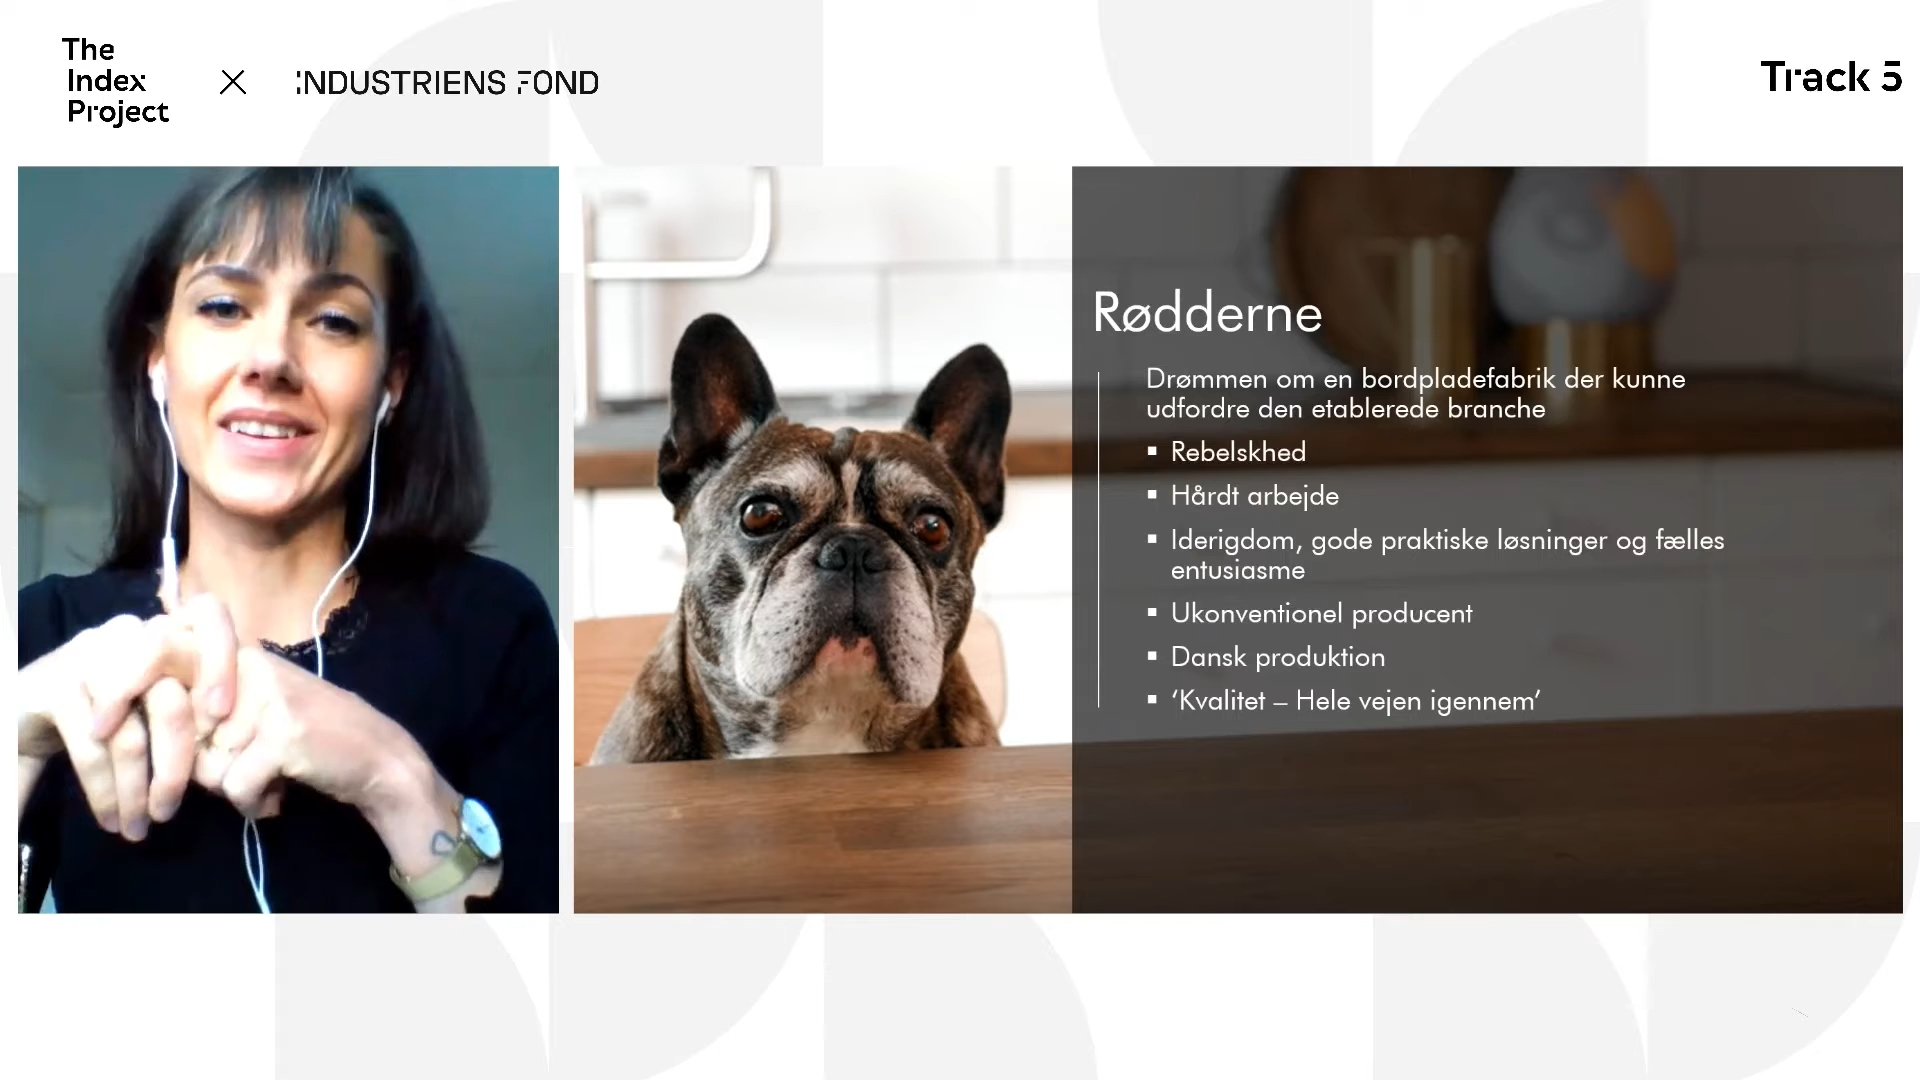 The
Index
Project
INDUSTRIENS FOND
Track 5
Rødderne
Drømmen om en bordpladefabrik der kunne
udfordre den etablerede branche
▪ Rebelskhed
▪ Hårdt arbejde
▪ Iderigdom, gode praktiske løsninger og fælles
entusiasme
▪ Ukonventionel producent
▪ Dansk produktion
▪ ‘Kvalitet – Hele vejen igennem’